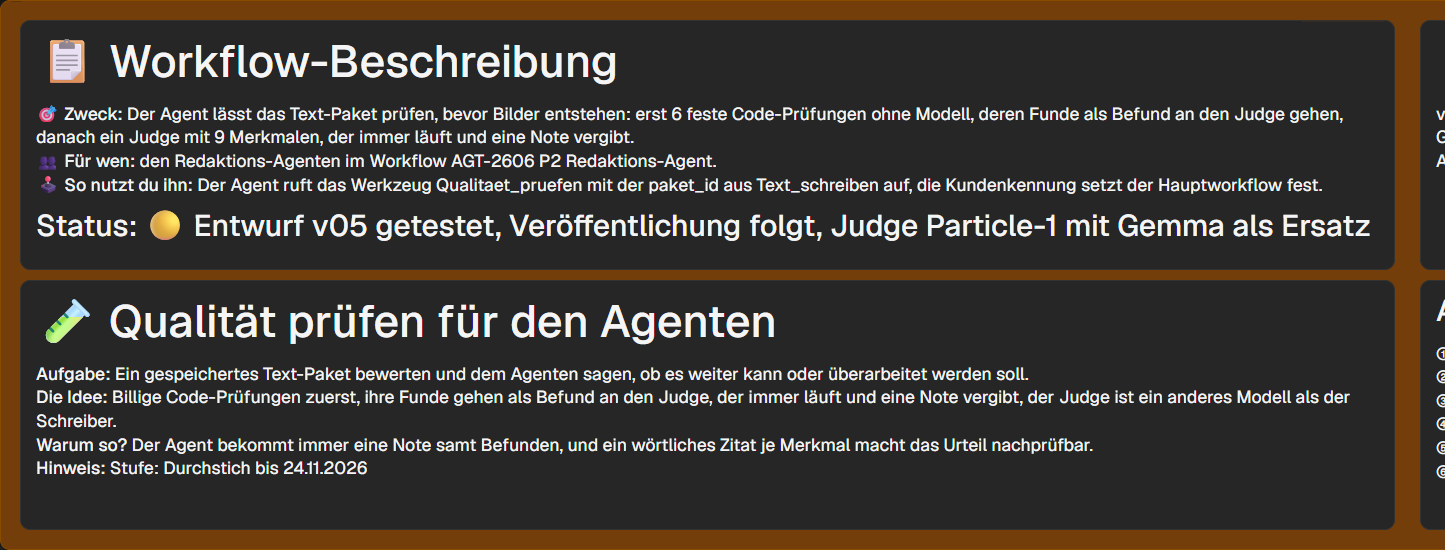 📋 Workflow-Beschreibung
🎯 Zweck: Der Agent lässt das Text-Paket prüfen, bevor Bilder entstehen: erst 6 feste Code-Prüfungen ohne Modell, deren Funde als Befund an den Judge gehen,
danach ein Judge mit 9 Merkmalen, der immer läuft und eine Note vergibt.
👥 Für wen: den Redaktions-Agenten im Workflow AGT-2606 P2 Redaktions-Agent.
🕹️ So nutzt du ihn: Der Agent ruft das Werkzeug Qualitaet_pruefen mit der paket_id aus Text_schreiben auf, die Kundenkennung setzt der Hauptworkflow fest.
Status: 🟡 Entwurf v05 getestet, Veröffentlichung folgt, Judge Particle-1 mit Gemma als Ersatz
🧪 Qualität prüfen für den Agenten
Aufgabe: Ein gespeichertes Text-Paket bewerten und dem Agenten sagen, ob es weiter kann oder überarbeitet werden soll.
Die Idee: Billige Code-Prüfungen zuerst, ihre Funde gehen als Befund an den Judge, der immer läuft und eine Note vergibt, der Judge ist ein anderes Modell als der
Schreiber.
Warum so? Der Agent bekommt immer eine Note samt Befunden, und ein wörtliches Zitat je Merkmal macht das Urteil nachprüfbar.
Hinweis: Stufe: Durchstich bis 24.11.2026